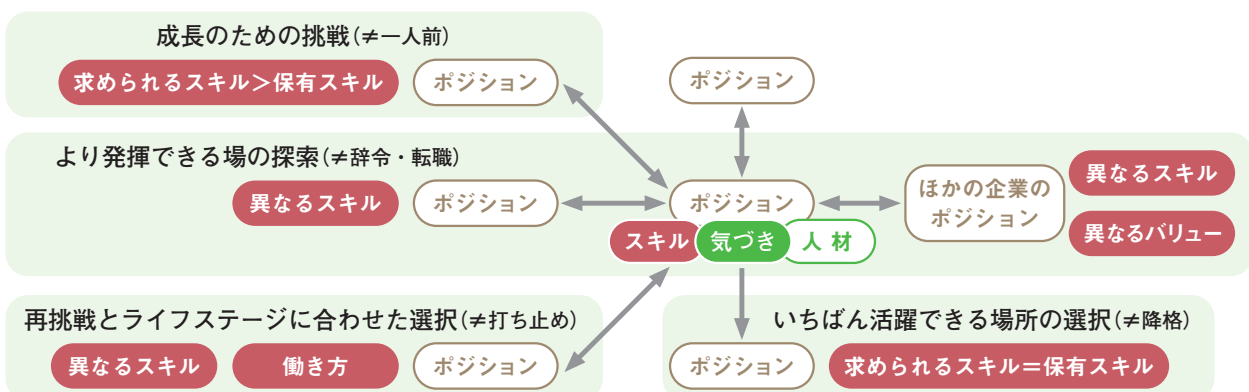 成長のための挑戦(≠一人前)
求められるスキル>保有スキル
ポジション
ポジション
より発揮できる場の探索(≠辞令・転職)
異なるスキル
ポジション
ポジション
スキル
気づき
人材
ほかの企業の
ポジション
異なるスキル
異なるバリュー
再挑戦とライフステージに合わせた選択(≠打ち止め)
異なるスキル
働き方
ポジション
いちばん活躍できる場所の選択(≠降格)
ポジション
求められるスキル=保有スキル